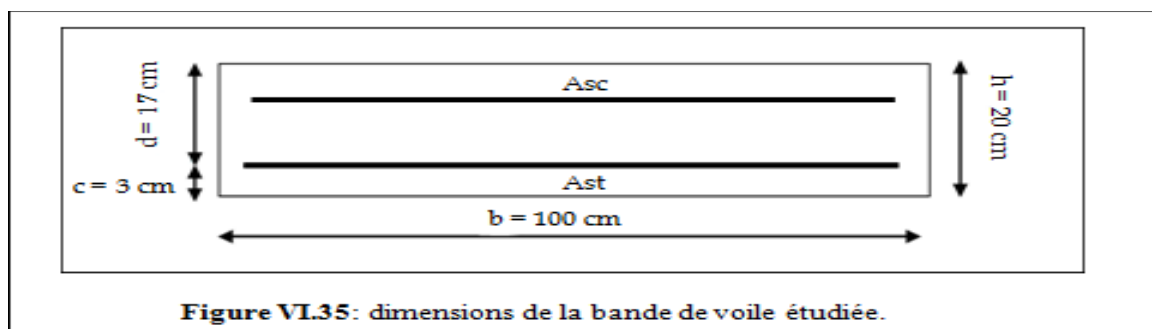 Asc
d = 17 cm
h = 20 cm
c = 3 cm
Ast
b = 100 cm
Figure VI.35: dimensions de la bande de voile étudiée.